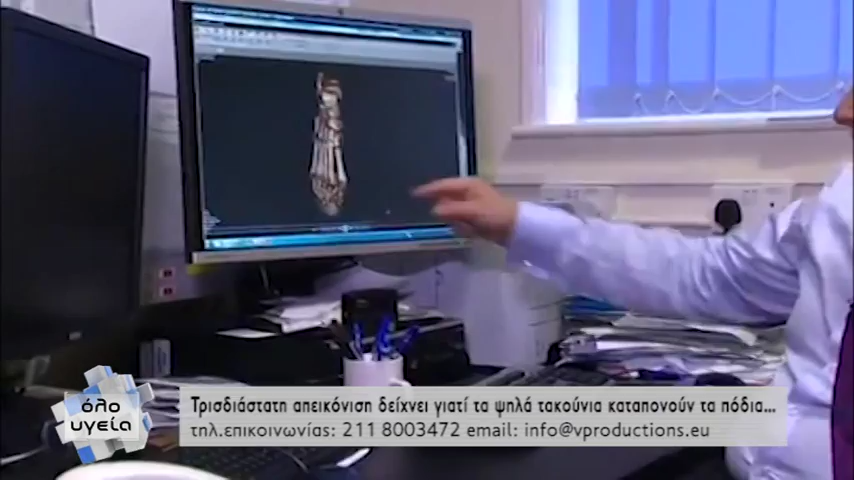 Τρισδιάστατη απεικόνιση δείχνει γιατί τα ψηλά τακούνια καταπονούν τα πόδια...
τηλ.επικοινωνίας: 211 8003472 email: info@vproductions.eu
όλο
υγεία